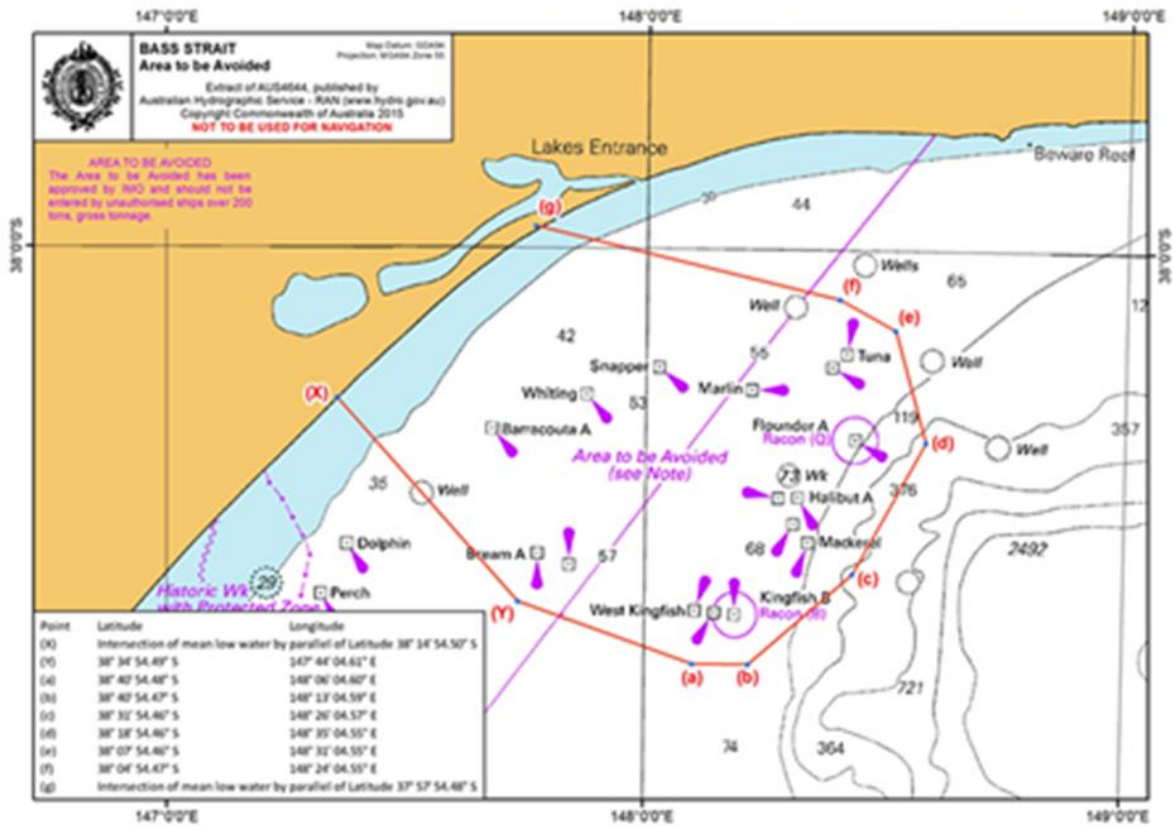 147°0'0"E
148°0'0"E
149°0'0"E
BASS STRAIT
Area to be Avoided
Map Datum: GDA94
Projection: MGA94 Zone 55
Extract of AUS4644, published by
Australian Hydrographic Service - RAN (www.hydro.gov.au)
Copyright Commonwealth of Australia 2015
NOT TO BE USED FOR NAVIGATION
AREA TO BE AVOIDED
The Area to be Avoided has been
approved by IMO and should not be
entered by unauthorised ships over 200
tons, gross tonnage.
Lakes Entrance
Beware Reef
30
44
(g)
38°0'0"S
38°0'0"S
Wells
65
12
(f)
Well
(e)
42
55
Tuna
Well
Snapper
Marlin
Whiting
53
(X)
Barracouta A
Flounder A
Racon (Q)
119
357
(d)
Area to be Avoided
(see Note)
Well
73 Wk
35
Well
Halibut A
376
Dolphin
Bream A
57
68
Mackerel
2492
29
Historic Wk
with Protected Zone
Perch
(c)
(Y)
West Kingfish
Kingfish B
Racon (B)
(a)
(b)
721
74
364
Point Latitude Longitude
(X) Intersection of mean low water by parallel of Latitude 38° 14' 54.50" S
(Y) 38° 34' 54.49" S 147° 44' 04.61" E
(a) 38° 40' 54.48" S 148° 06' 04.60" E
(b) 38° 40' 54.47" S 148° 13' 04.59" E
(c) 38° 31' 54.46" S 148° 26' 04.57" E
(d) 38° 18' 54.46" S 148° 35' 04.55" E
(e) 38° 07' 54.46" S 148° 31' 04.55" E
(f) 38° 04' 54.47" S 148° 24' 04.55" E
(g) Intersection of mean low water by parallel of Latitude 37° 57' 54.48" S
147°0'0"E
148°0'0"E
149°0'0"E